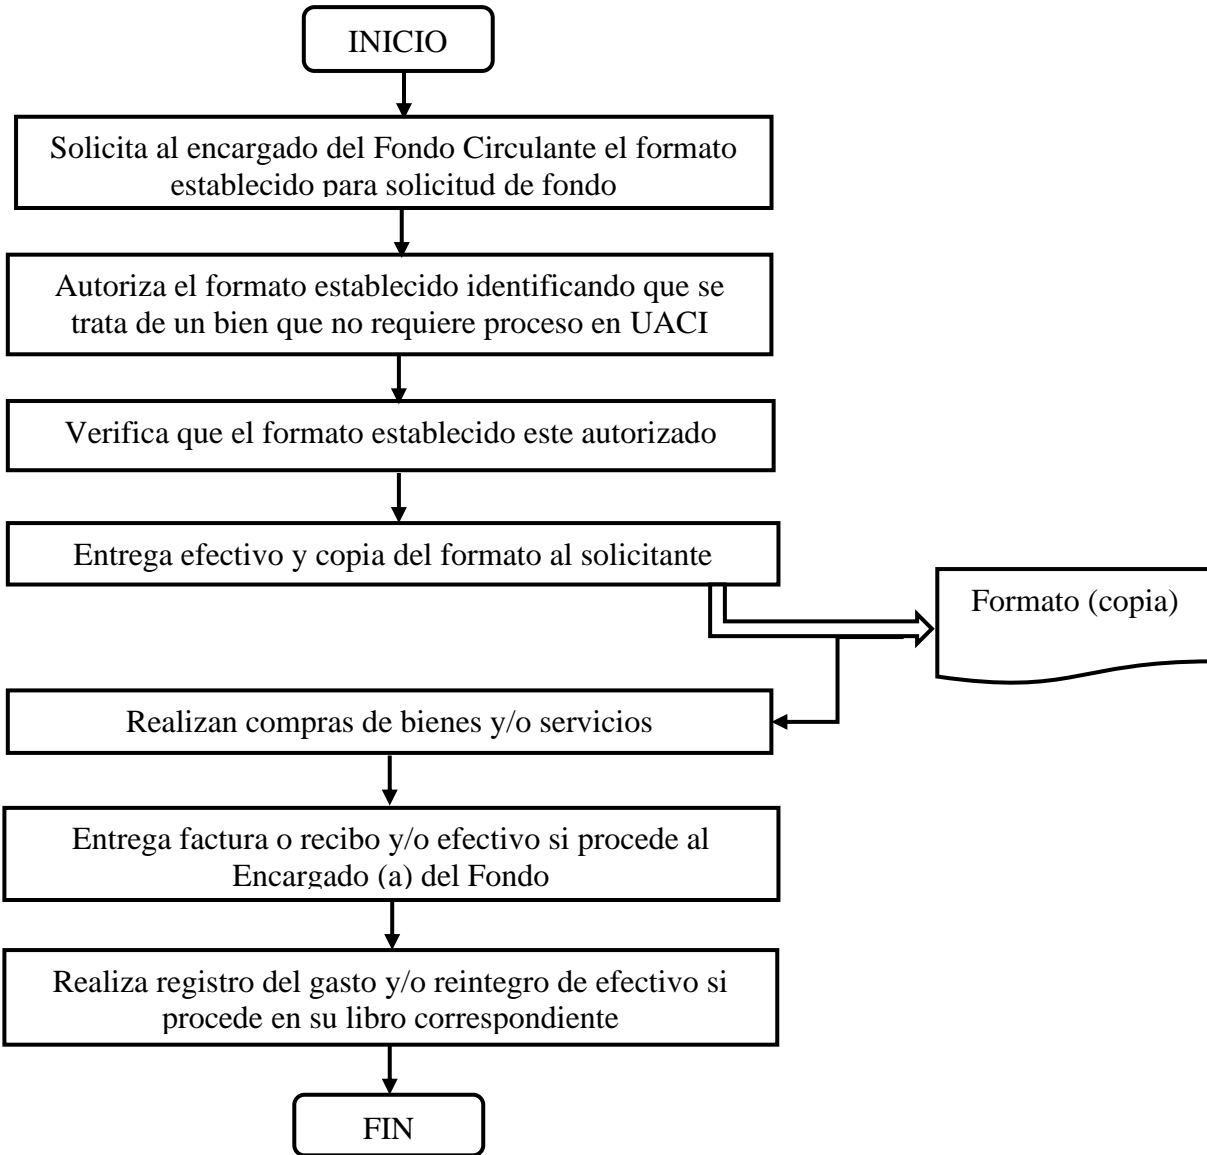 INICIO
Solicita al encargado del Fondo Circulante el formato
establecido para solicitud de fondo
Autoriza el formato establecido identificando que se
trata de un bien que no requiere proceso en UACI
Verifica que el formato establecido este autorizado
Entrega efectivo y copia del formato al solicitante
Formato (copia)
Realizan compras de bienes y/o servicios
Entrega factura o recibo y/o efectivo si procede al
Encargado (a) del Fondo
Realiza registro del gasto y/o reintegro de efectivo si
procede en su libro correspondiente
FIN